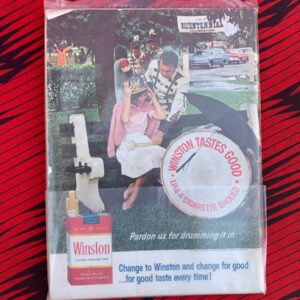 WINSTON TASTES GOOD
LIKE A CIGARETTE SHOULD
Pardon us for drumming it in:
Winston
Change to Winston and change for good
...for good taste every time!